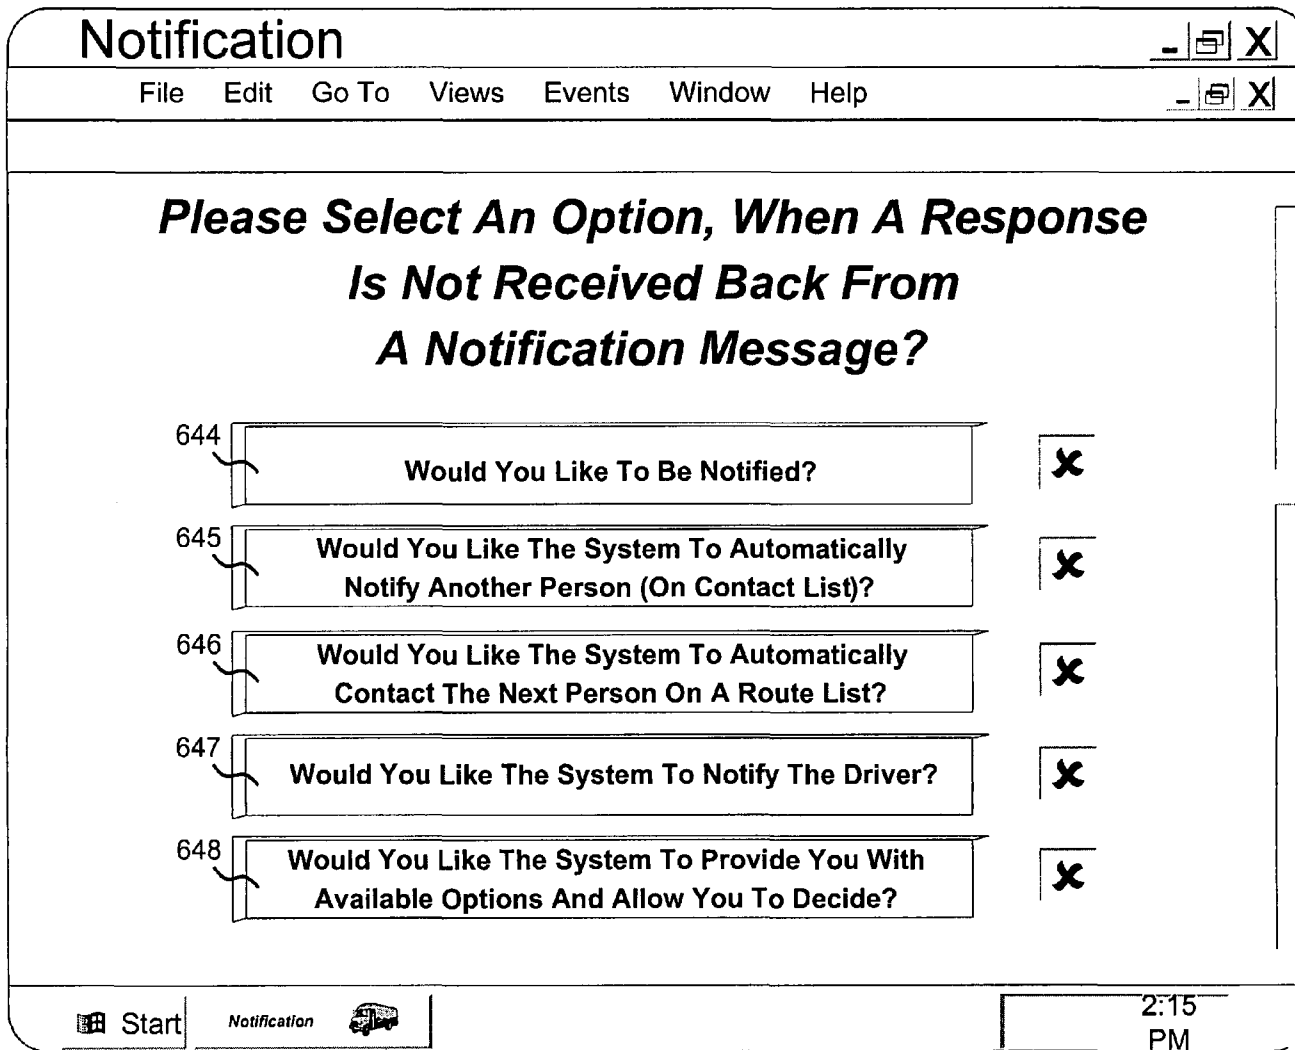 Notification
File Edit Go To Views Events Window Help
Please Select An Option, When A Response
Is Not Received Back From
A Notification Message?
644
Would You Like To Be Notified?
645
Would You Like The System To Automatically
Notify Another Person (On Contact List)?
646
Would You Like The System To Automatically
Contact The Next Person On A Route List?
647
Would You Like The System To Notify The Driver?
648
Would You Like The System To Provide You With
Available Options And Allow You To Decide?
Start Notification 2:15
PM